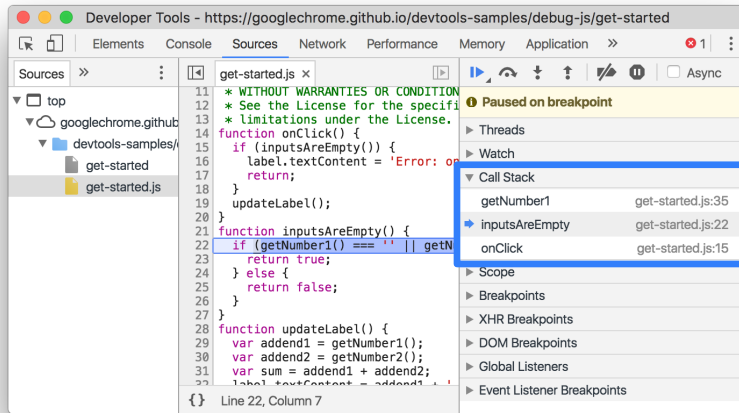 Developer Tools - https://googlechrome.github.io/devtools-samples/debug-js/get-started
Elements Console Sources Network Performance Memory Application » 1
Sources »
top
googlechrome.github
devtools-samples/
get-started
get-started.js
get-started.js ×
11 * WITHOUT WARRANTIES OR CONDITION
12 * See the License for the specifi
13 * limitations under the License.
14 function onClick() {
15 if (inputsAreEmpty()) {
16 label.textContent = 'Error: on
17 return;
18 }
19 updateLabel();
20 }
21 function inputsAreEmpty() {
22 if (getNumber1() === '' || getN
23 return true;
24 } else {
25 return false;
26 }
27 }
28 function updateLabel() {
29 var addend1 = getNumber1();
30 var addend2 = getNumber2();
31 var sum = addend1 + addend2;
32 label.textContent = addend1 + '
{} Line 22, Column 7
Async
Paused on breakpoint
Threads
Watch
Call Stack
getNumber1 get-started.js:35
inputsAreEmpty get-started.js:22
onClick get-started.js:15
Scope
Breakpoints
XHR Breakpoints
DOM Breakpoints
Global Listeners
Event Listener Breakpoints